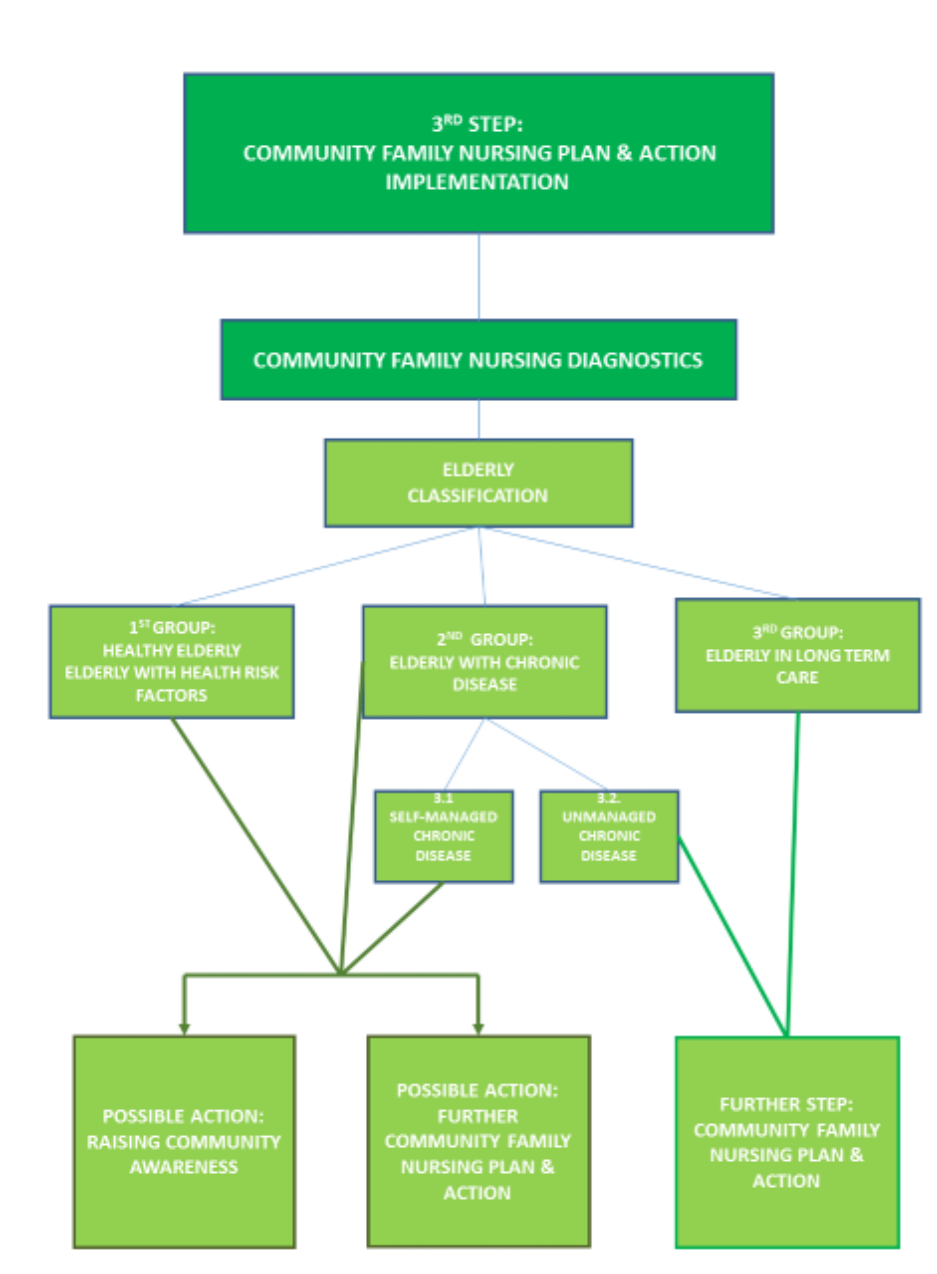 3RD STEP:
COMMUNITY FAMILY NURSING PLAN & ACTION
IMPLEMENTATION
COMMUNITY FAMILY NURSING DIAGNOSTICS
ELDERLY
CLASSIFICATION
1ST GROUP:
HEALTHY ELDERLY
ELDERLY WITH HEALTH RISK
FACTORS
2ND GROUP:
ELDERLY WITH CHRONIC
DISEASE
3RD GROUP:
ELDERLY IN LONG TERM
CARE
3.1
SELF-MANAGED
CHRONIC
DISEASE
3.2.
UNMANAGED
CHRONIC
DISEASE
POSSIBLE ACTION:
RAISING COMMUNITY
AWARENESS
POSSIBLE ACTION:
FURTHER
COMMUNITY FAMILY
NURSING PLAN &
ACTION
FURTHER STEP:
COMMUNITY FAMILY
NURSING PLAN &
ACTION